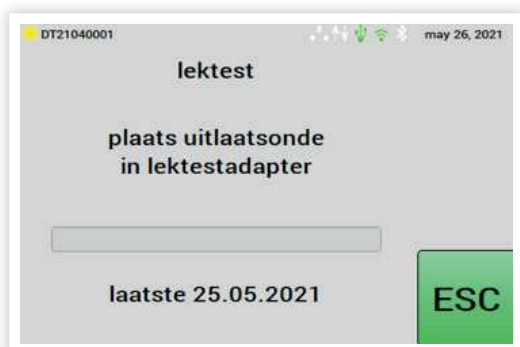 DT21040001 may 26, 2021
lektest
plaats uitlaatsonde
in lektestadapter
laatste 25.05.2021
ESC